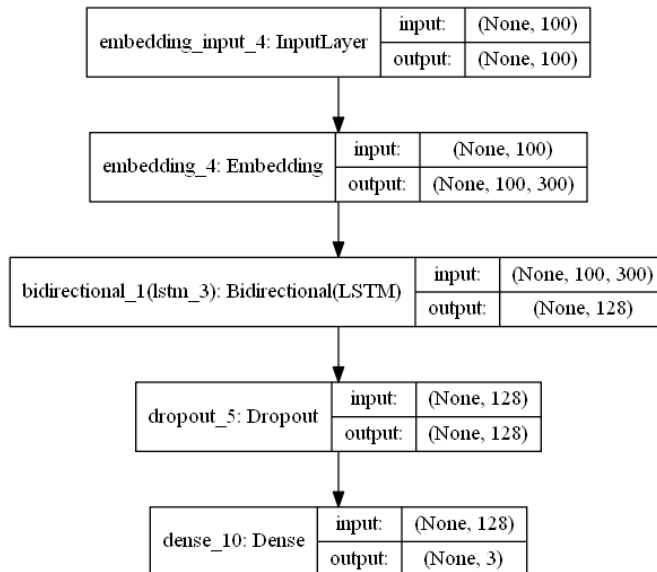 embedding_input_4: InputLayer
input: (None, 100)
output: (None, 100)
embedding_4: Embedding
input: (None, 100)
output: (None, 100, 300)
bidirectional_1(lstm_3): Bidirectional(LSTM)
input: (None, 100, 300)
output: (None, 128)
dropout_5: Dropout
input: (None, 128)
output: (None, 128)
dense_10: Dense
input: (None, 128)
output: (None, 3)